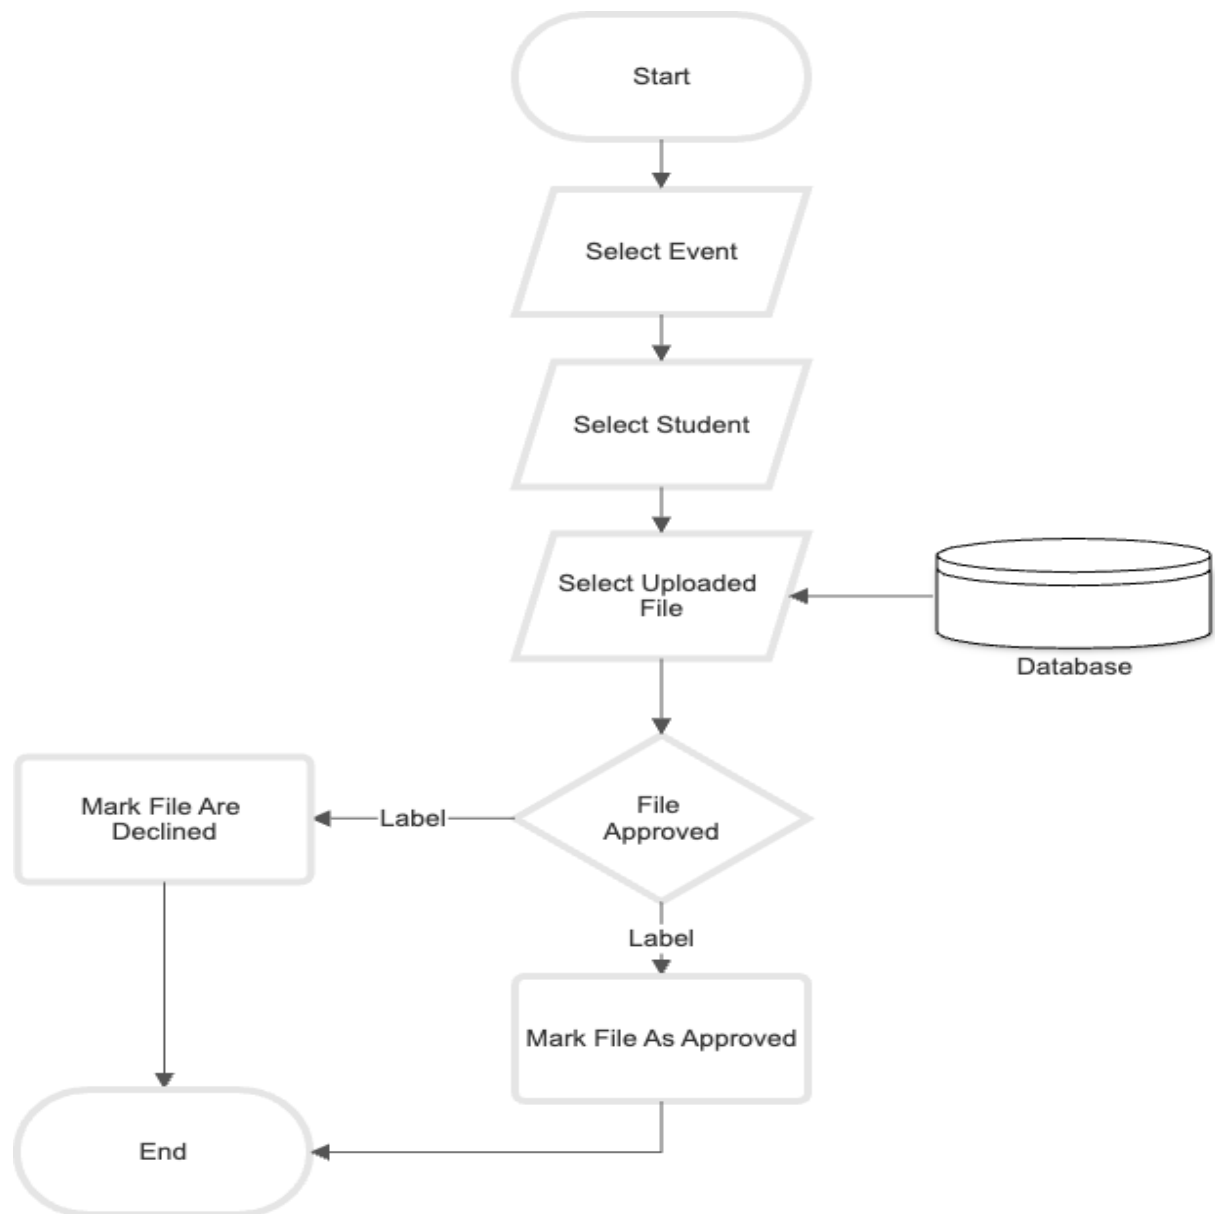 Start
Select Event
Select Student
Select Uploaded
File
Database
File
Approved
Label
Mark File Are
Declined
Label
Mark File As Approved
End